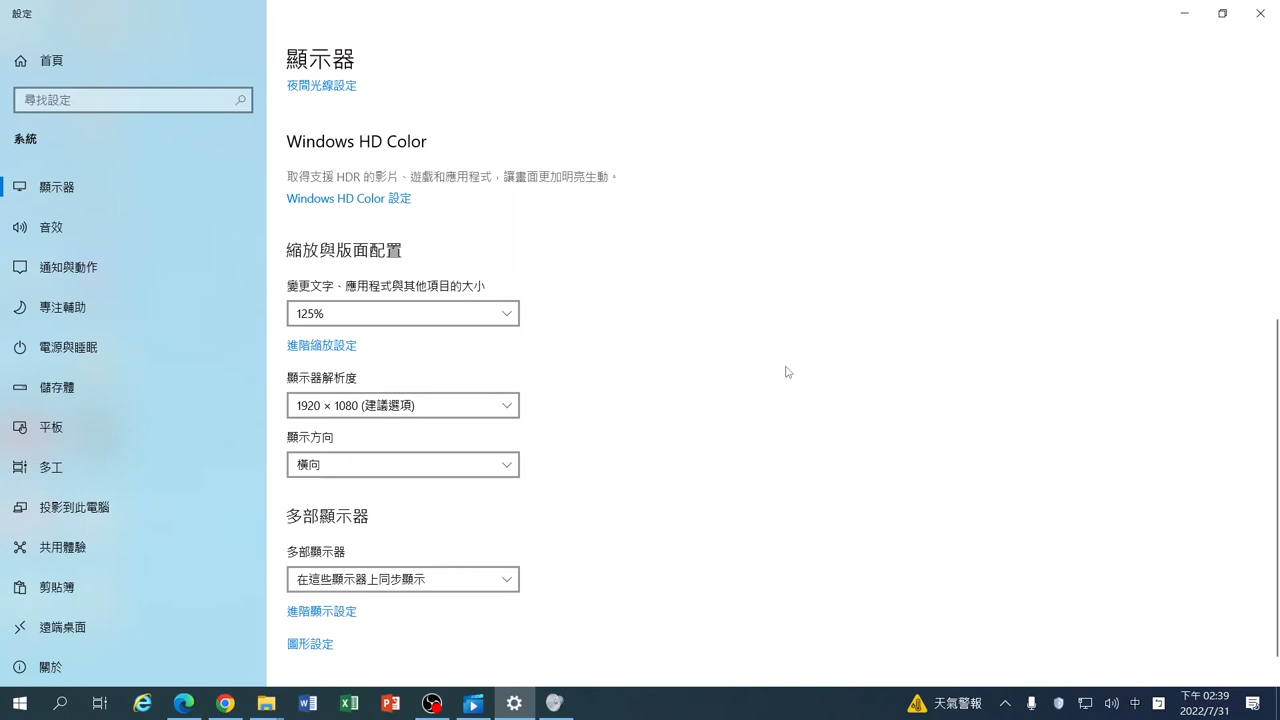 設定
首頁
尋找設定
系統
顯示器
音效
通知與動作
專注輔助
電源與睡眠
儲存體
平板
多工
投影到此電腦
共用體驗
剪貼簿
遠端桌面
關於
顯示器
夜間光線設定
Windows HD Color
取得支援 HDR 的影片、遊戲和應用程式，讓畫面更加明亮生動。
Windows HD Color 設定
縮放與版面配置
變更文字、應用程式與其他項目的大小
125%
進階縮放設定
顯示器解析度
1920 × 1080 (建議選項)
顯示方向
橫向
多部顯示器
多部顯示器
在這些顯示器上同步顯示
進階顯示設定
圖形設定
天氣警報
中
ㄅ
下午 02:39
2022/7/31